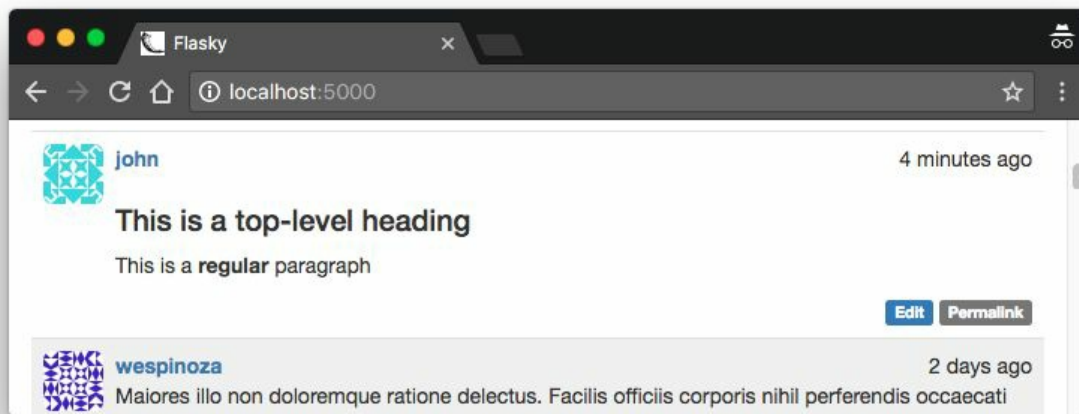 Flasky
localhost:5000
john 4 minutes ago
This is a top-level heading
This is a regular paragraph
Edit Permalink
wespinoza 2 days ago
Maiores illo non doloremque ratione delectus. Facilis officiis corporis nihil perferendis occaecati